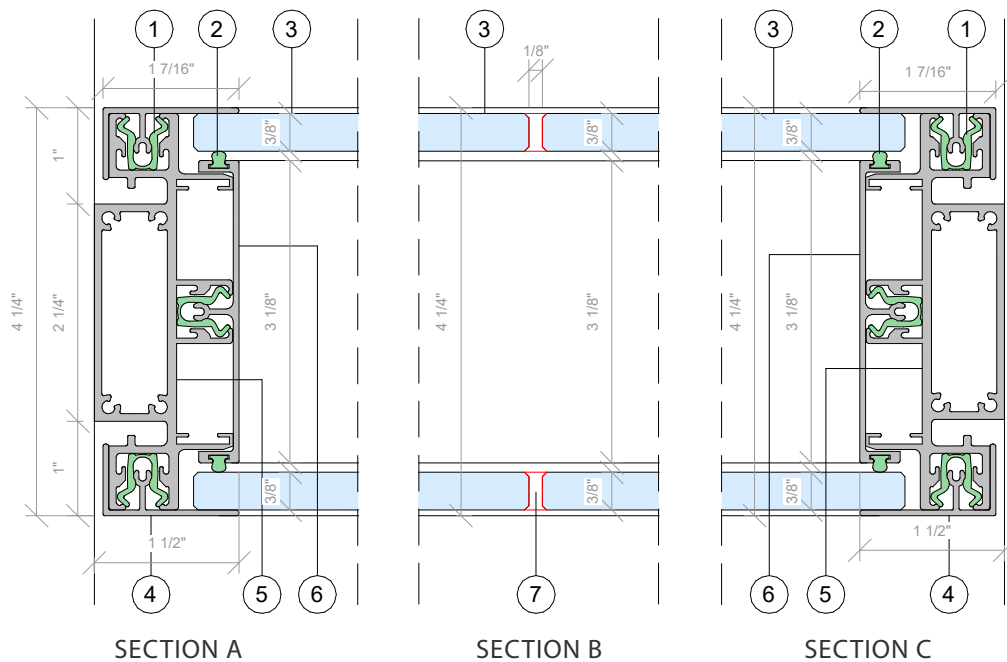 1 2 3 3 3 2 1
1/8"
1 7/16" 1 7/16"
3/8" 3/8" 3/8"
1" 
4 1/4" 2 1/4" 3 1/8" 4 1/4" 3 1/8" 4 1/4" 3 1/8"
1"
3/8" 3/8" 3/8"
1 1/2" 1 1/2"
4 5 6 7 6 5 4
SECTION A SECTION B SECTION C